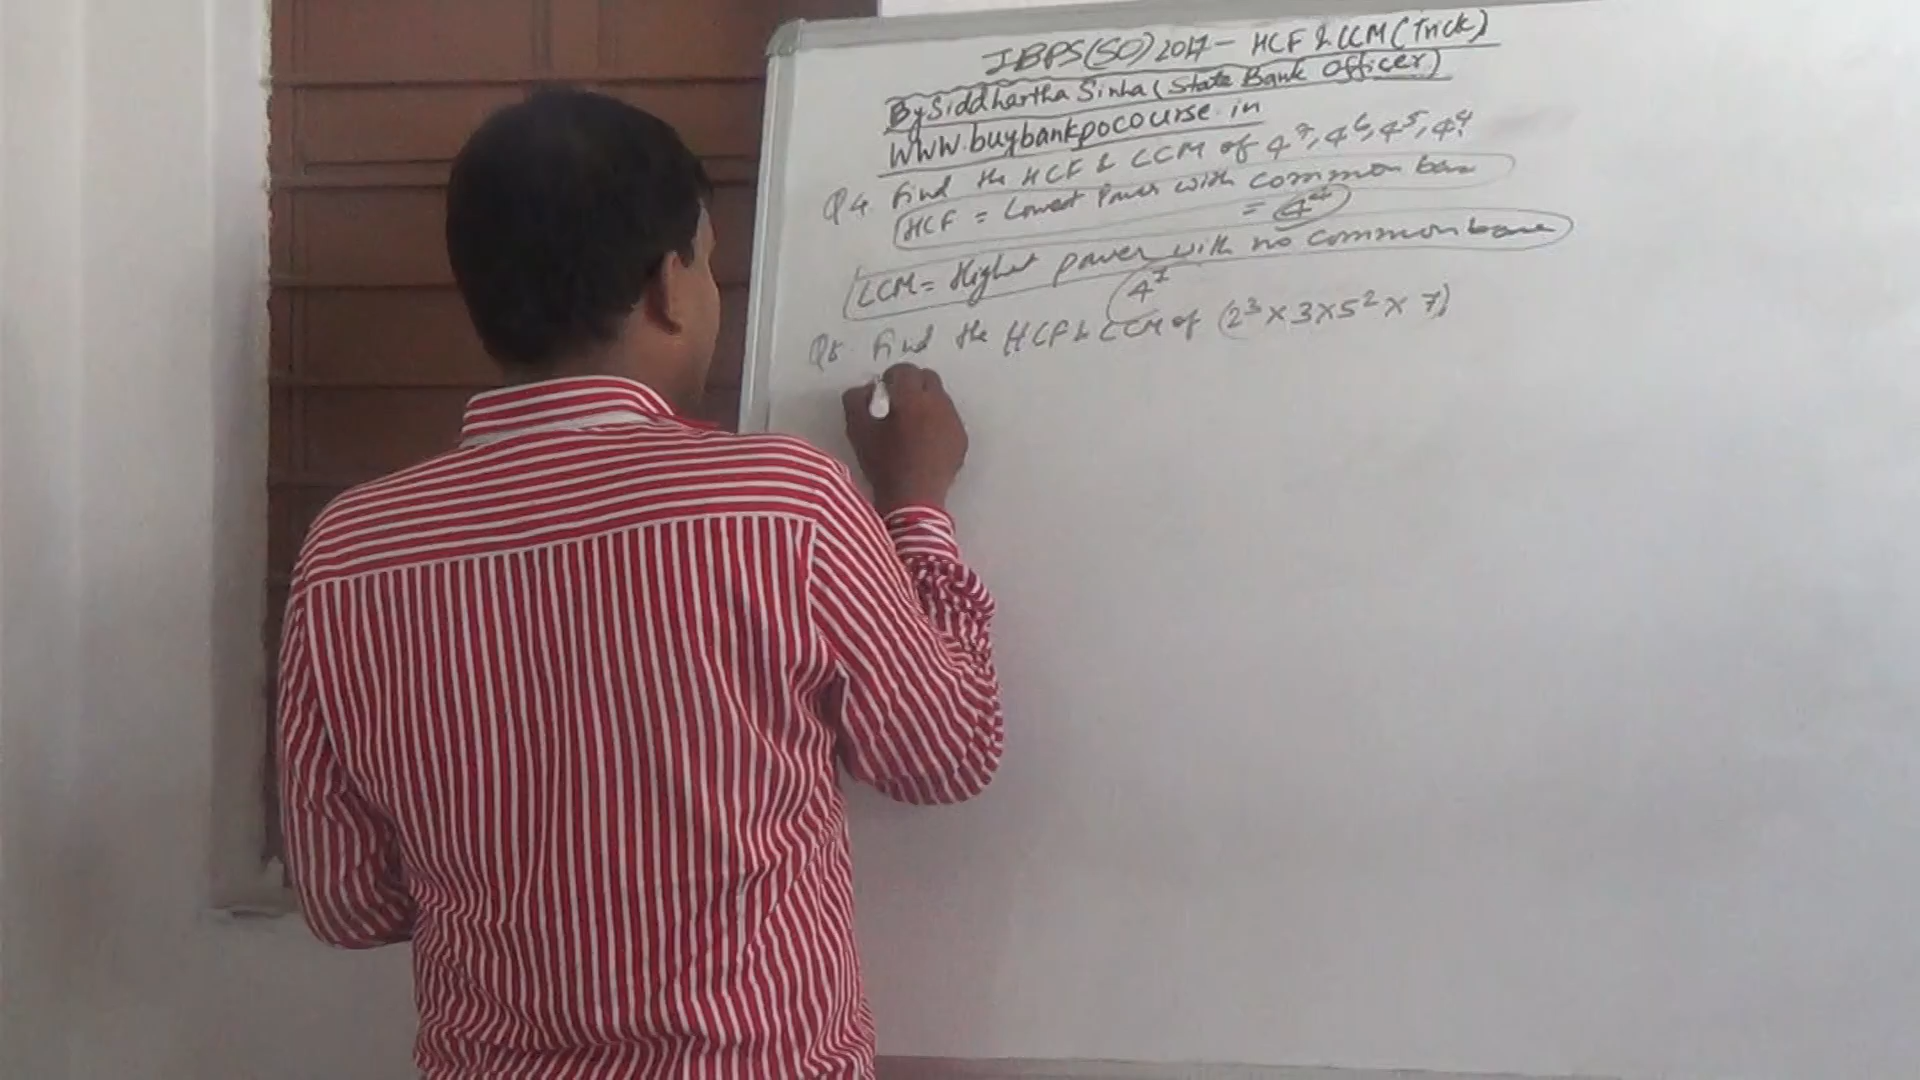 IBPS(SO) 2017 - HCF & LCM (Trick)
By Siddhartha Sinha (State Bank Officer)
www.buybankpocourse.in
Q4. Find the HCF & LCM of 4⁷, 4⁶, 4⁵, 4⁴.
HCF = Lowest Power with common base
= 4⁴
LCM = Highest power with no common base
4⁷
Q5. Find the HCF & LCM of (2³ × 3 × 5² × 7)